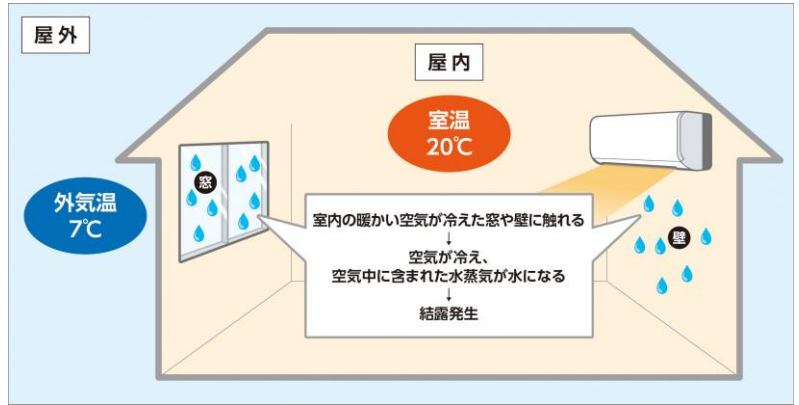 屋外
屋内
室温
20℃
外気温
7℃
窓
壁
室内の暖かい空気が冷えた窓や壁に触れる
↓
空気が冷え、
空気中に含まれた水蒸気が水になる
↓
結露発生